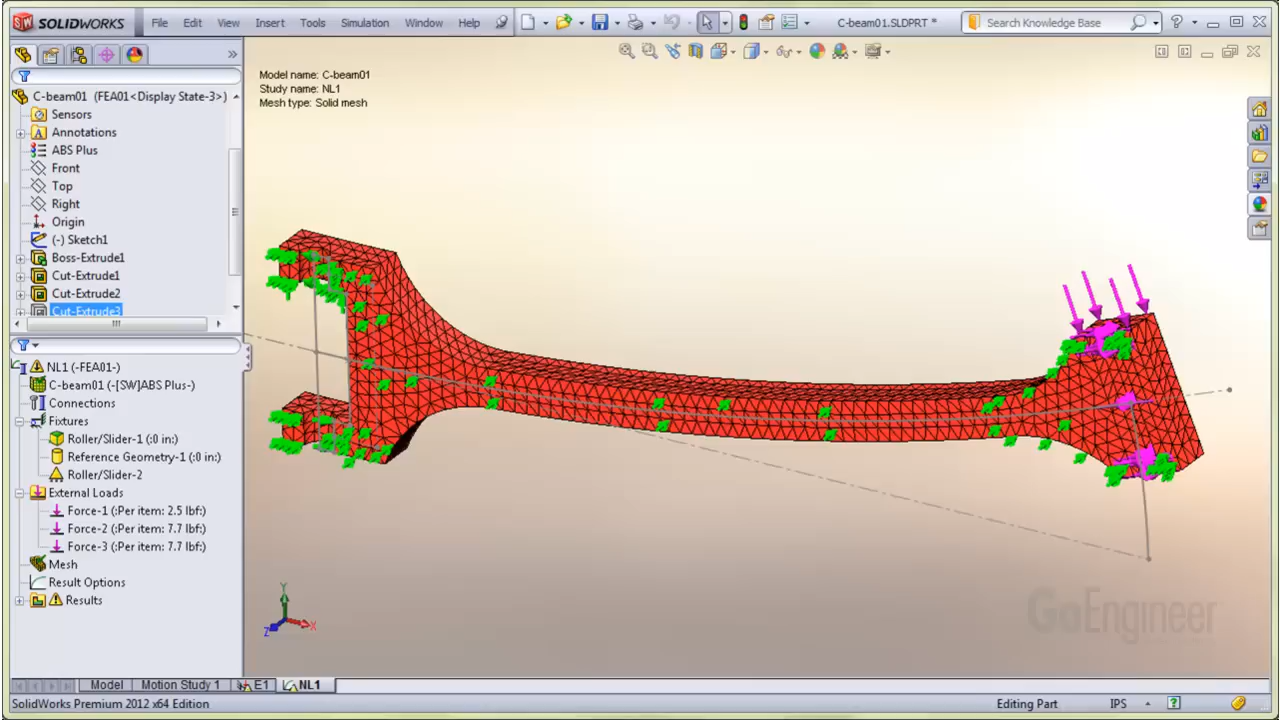 SOLIDWORKS File Edit View Insert Tools Simulation Window Help C-beam01.SLDPRT * Search Knowledge Base
Model name: C-beam01
Study name: NL1
Mesh type: Solid mesh
C-beam01 (FEA01<Display State-3>)
Sensors
Annotations
ABS Plus
Front
Top
Right
Origin
(-) Sketch1
Boss-Extrude1
Cut-Extrude1
Cut-Extrude2
Cut-Extrude3
NL1 (-FEA01-)
C-beam01 (-[SW]ABS Plus-)
Connections
Fixtures
Roller/Slider-1 (:0 in:)
Reference Geometry-1 (:0 in:)
Roller/Slider-2
External Loads
Force-1 (:Per item: 2.5 lbf:)
Force-2 (:Per item: 7.7 lbf:)
Force-3 (:Per item: 7.7 lbf:)
Mesh
Result Options
Results
Y
Z X
GoEngineer
Model Motion Study 1 E1 NL1
SolidWorks Premium 2012 x64 Edition Editing Part IPS